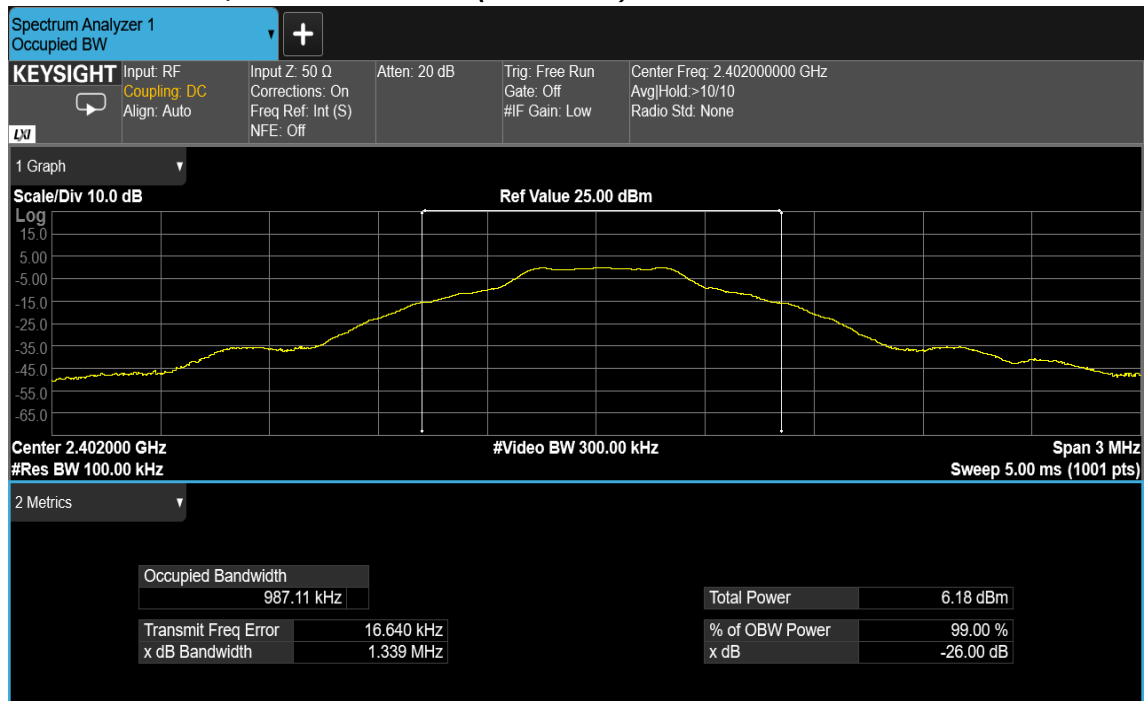 Spectrum Analyzer 1
Occupied BW
+
KEYSIGHT
LXI
Input: RF
Coupling: DC
Align: Auto
Input Z: 50 Ω
Corrections: On
Freq Ref: Int (S)
NFE: Off
Atten: 20 dB
Trig: Free Run
Gate: Off
#IF Gain: Low
Center Freq: 2.402000000 GHz
Avg|Hold:>10/10
Radio Std: None
1 Graph
Scale/Div 10.0 dB
Ref Value 25.00 dBm
Log
15.0
5.00
-5.00
-15.0
-25.0
-35.0
-45.0
-55.0
-65.0
Center 2.402000 GHz
#Video BW 300.00 kHz
Span 3 MHz
#Res BW 100.00 kHz
Sweep 5.00 ms (1001 pts)
2 Metrics
Occupied Bandwidth
987.11 kHz
Total Power 6.18 dBm
Transmit Freq Error 16.640 kHz
% of OBW Power 99.00 %
x dB Bandwidth 1.339 MHz
x dB -26.00 dB